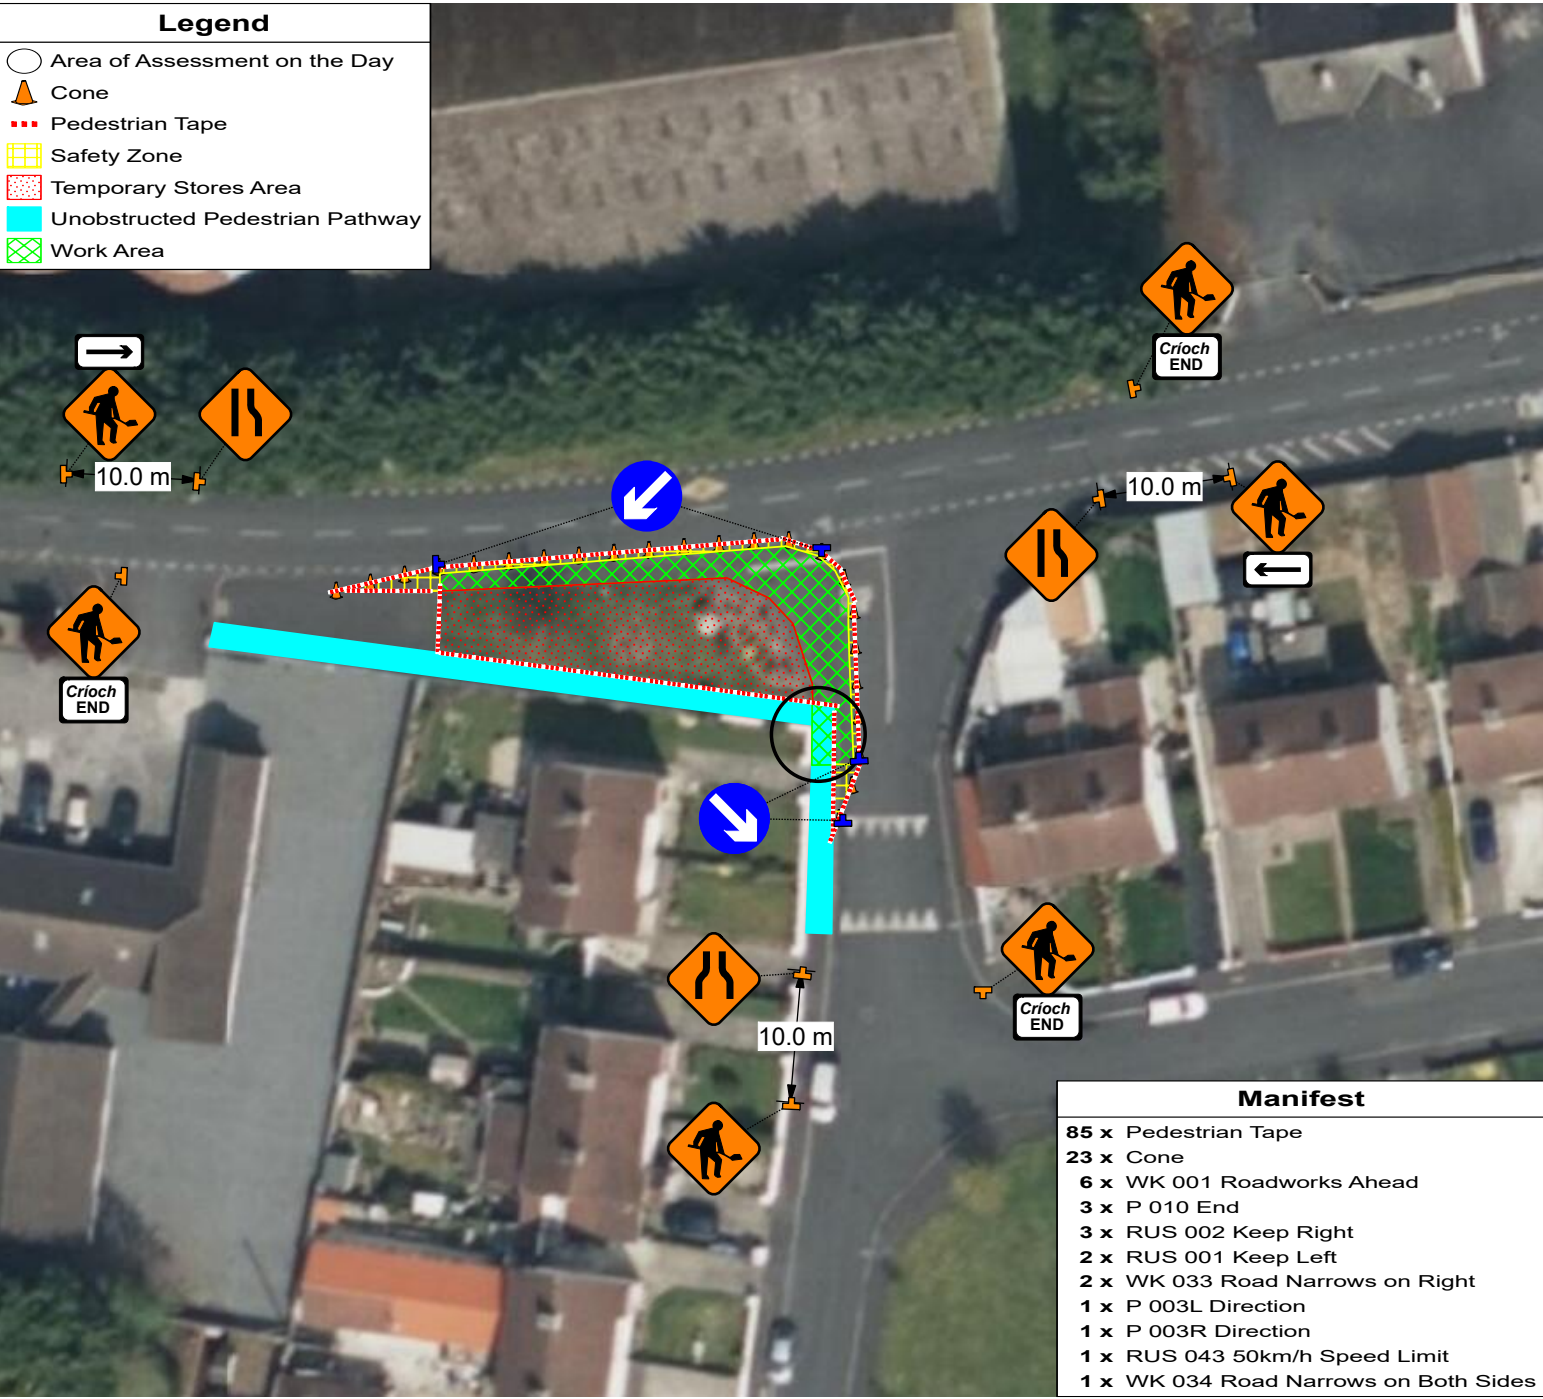 Legend
Area of Assessment on the Day
Cone
Pedestrian Tape
Safety Zone
Temporary Stores Area
Unobstructed Pedestrian Pathway
Work Area
Críoch
END
10.0 m
10.0 m
Críoch
END
Críoch
END
10.0 m
Manifest
85 x Pedestrian Tape
23 x Cone
6 x WK 001 Roadworks Ahead
3 x P 010 End
3 x RUS 002 Keep Right
2 x RUS 001 Keep Left
2 x WK 033 Road Narrows on Right
1 x P 003L Direction
1 x P 003R Direction
1 x RUS 043 50km/h Speed Limit
1 x WK 034 Road Narrows on Both Sides